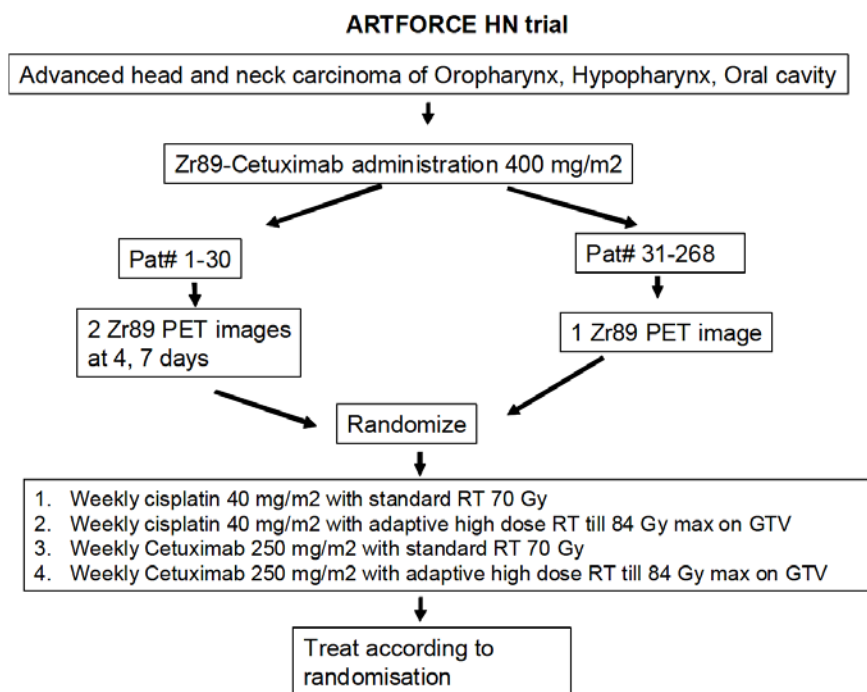 ARTFORCE HN trial
Advanced head and neck carcinoma of Oropharynx, Hypopharynx, Oral cavity
Zr89-Cetuximab administration 400 mg/m2
Pat# 1-30
Pat# 31-268
2 Zr89 PET images
at 4, 7 days
1 Zr89 PET image
Randomize
1. Weekly cisplatin 40 mg/m2 with standard RT 70 Gy
2. Weekly cisplatin 40 mg/m2 with adaptive high dose RT till 84 Gy max on GTV
3. Weekly Cetuximab 250 mg/m2 with standard RT 70 Gy
4. Weekly Cetuximab 250 mg/m2 with adaptive high dose RT till 84 Gy max on GTV
Treat according to
randomisation